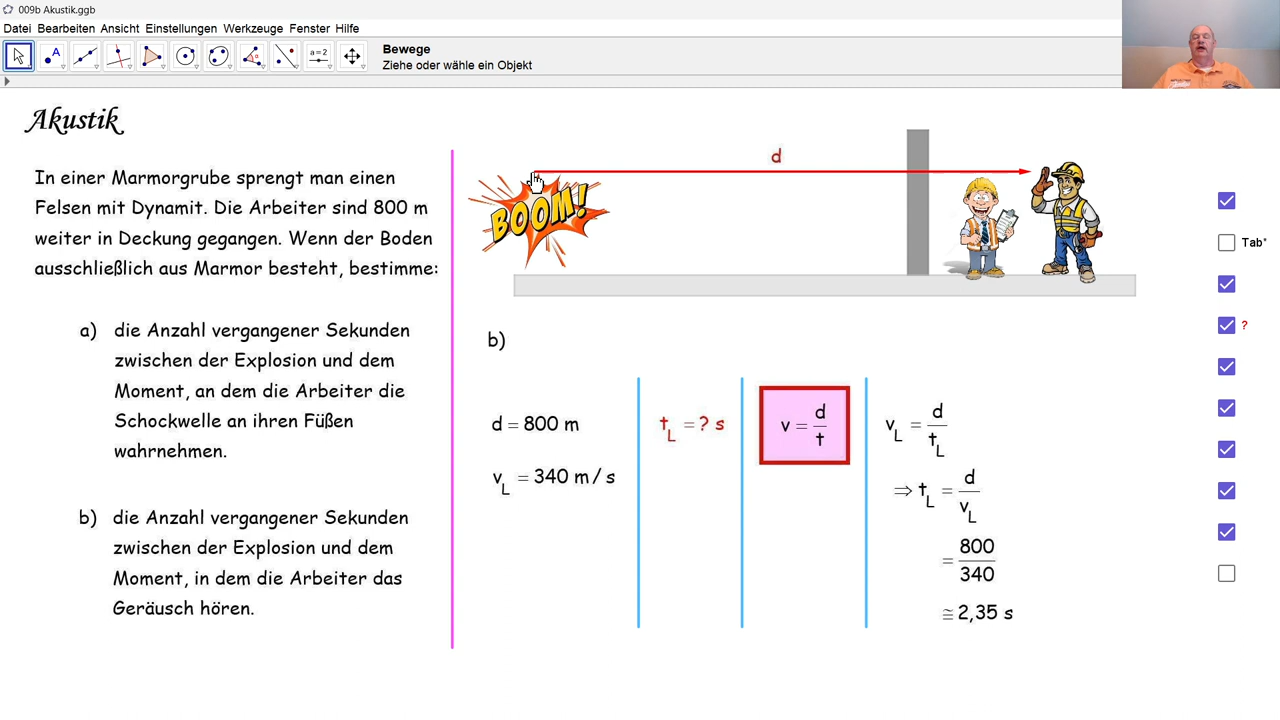 009b Akustik.ggb
Datei Bearbeiten Ansicht Einstellungen Werkzeuge Fenster Hilfe
A
a=2
Bewege
Ziehe oder wähle ein Objekt
Akustik
In einer Marmorgrube sprengt man einen
Felsen mit Dynamit. Die Arbeiter sind 800 m
weiter in Deckung gegangen. Wenn der Boden
ausschließlich aus Marmor besteht, bestimme:
a) die Anzahl vergangener Sekunden
zwischen der Explosion und dem
Moment, an dem die Arbeiter die
Schockwelle an ihren Füßen
wahrnehmen.
b) die Anzahl vergangener Sekunden
zwischen der Explosion und dem
Moment, in dem die Arbeiter das
Geräusch hören.
d
BOOM!
b)
d = 800 m
v_L = 340 m/s
t_L = ? s
v = d/t
v_L = d/t_L
⇒ t_L = d/v_L
= 800/340
≅ 2,35 s
Tab°
?